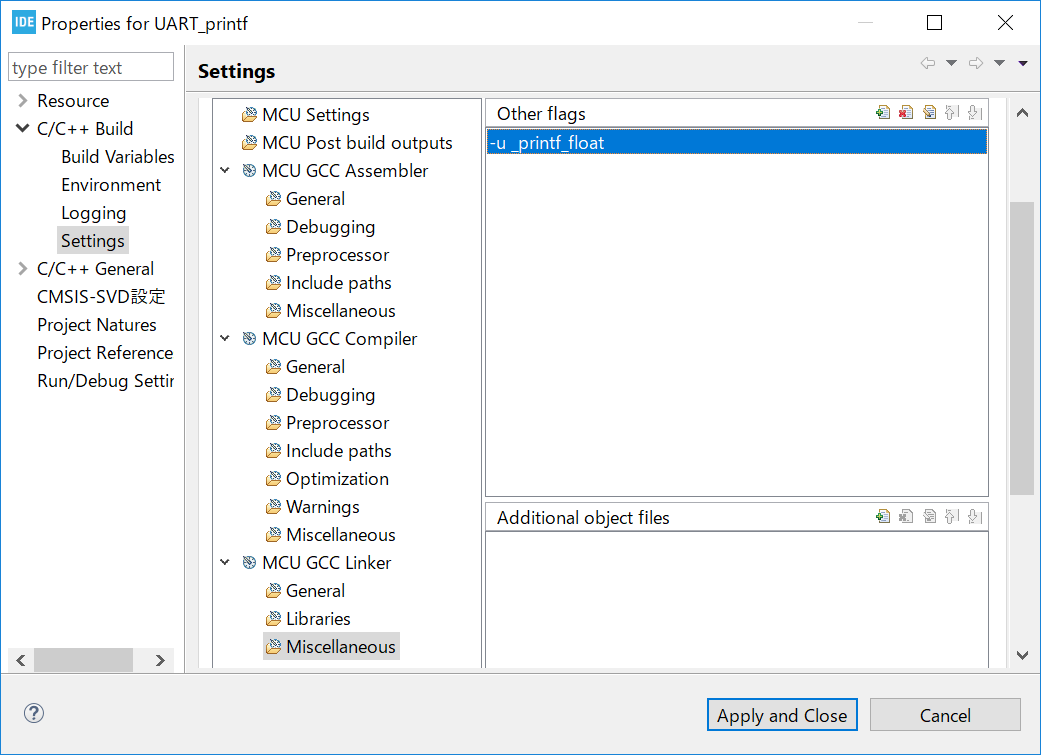 IDE Properties for UART_printf
type filter text
Resource
C/C++ Build
Build Variables
Environment
Logging
Settings
C/C++ General
CMSIS-SVD設定
Project Natures
Project Reference
Run/Debug Settir
Settings
MCU Settings
MCU Post build outputs
MCU GCC Assembler
General
Debugging
Preprocessor
Include paths
Miscellaneous
MCU GCC Compiler
General
Debugging
Preprocessor
Include paths
Optimization
Warnings
Miscellaneous
MCU GCC Linker
General
Libraries
Miscellaneous
Other flags
-u _printf_float
Additional object files
Apply and Close
Cancel